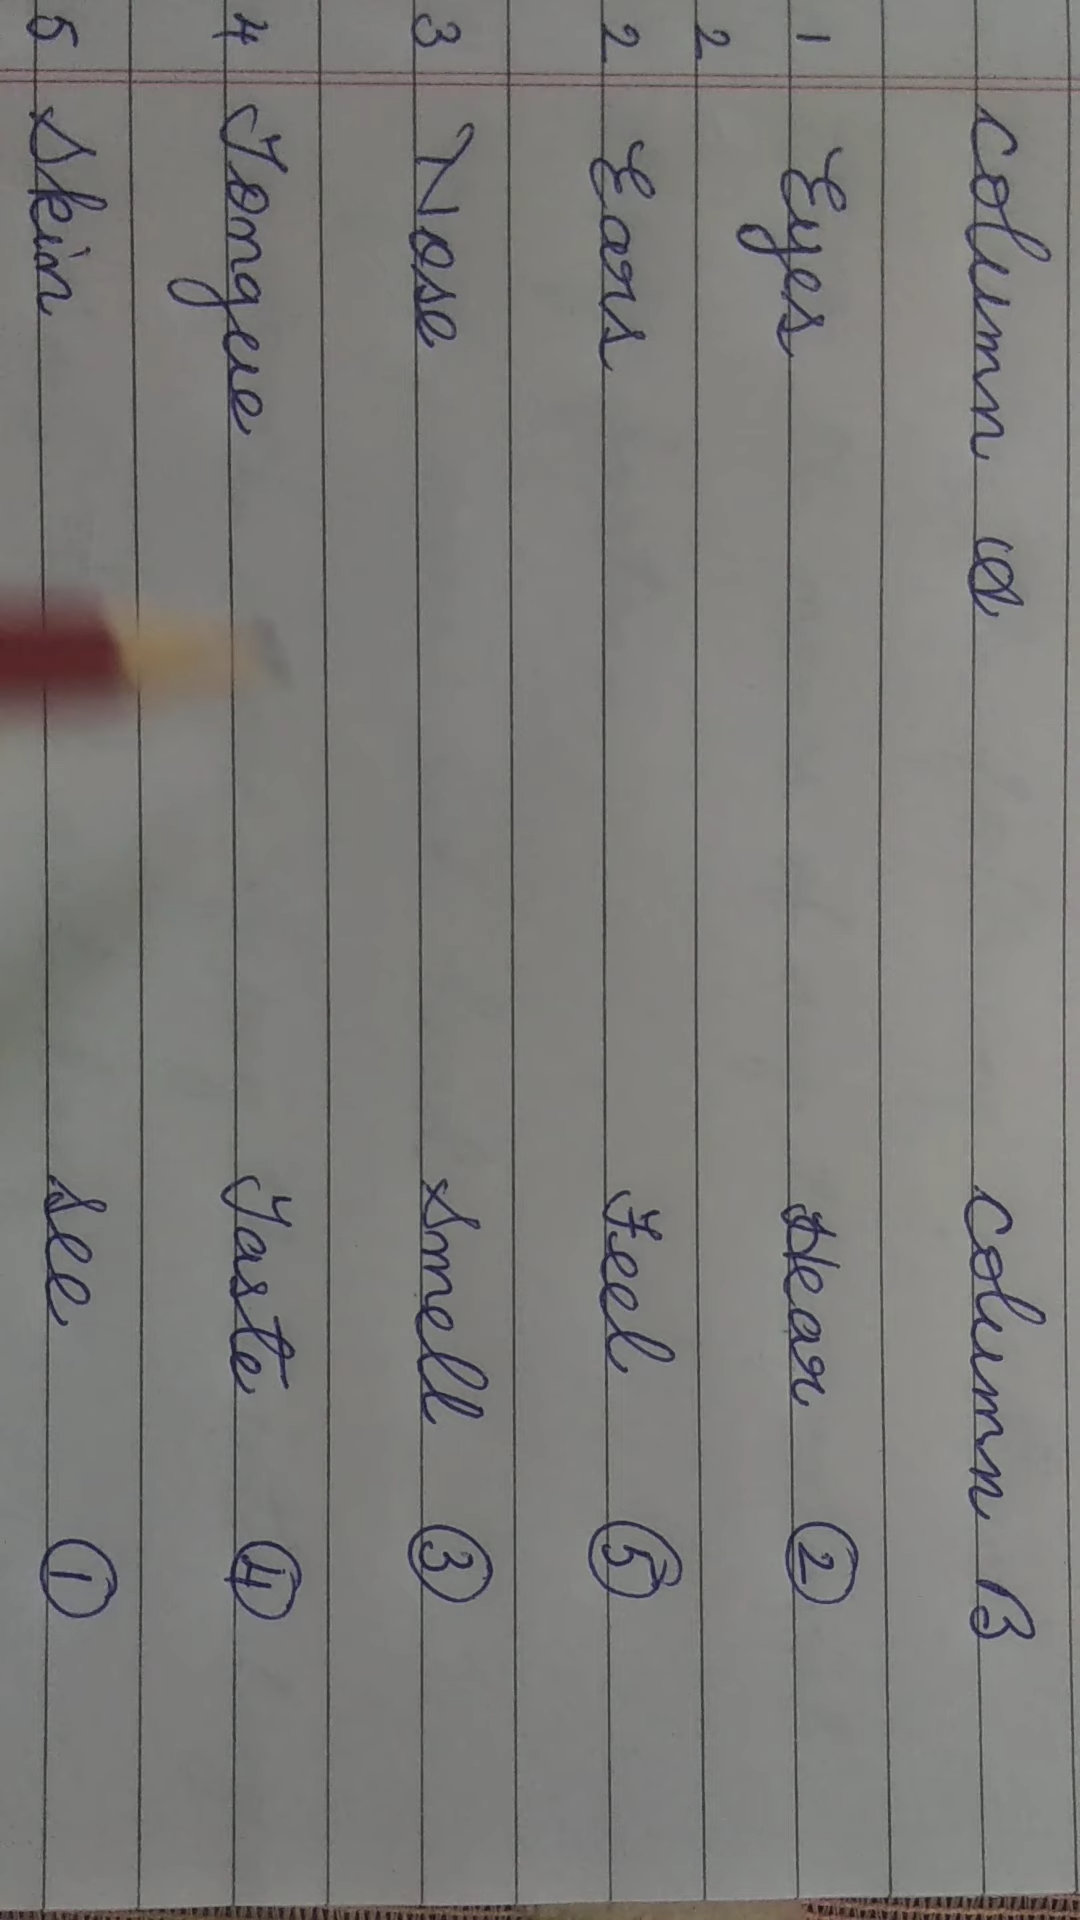 Column A Column B
1 Eyes Hear 2
2
2 Ears Feel 5
3 Nose Smell 3
4 Tongue Taste 4
5 Skin See 1